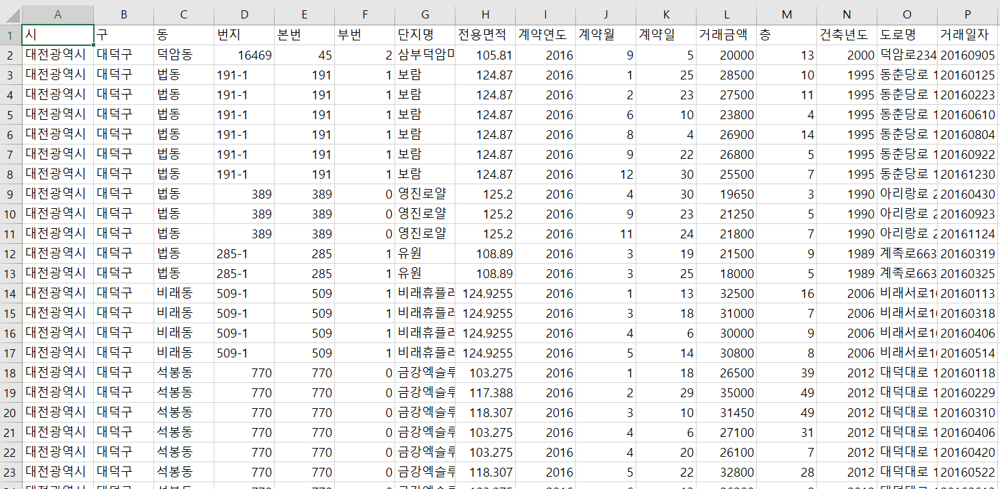 A B C D E F G H I J K L M N O P
1 시 구 동 번지 본번 부번 단지명 전용면적 계약연도 계약월 계약일 거래금액 층 건축년도 도로명 거래일자
2 대전광역시 대덕구 덕암동 16469 45 2 삼부덕암 105.81 2016 9 5 20000 13 2000 덕암로234 20160905
3 대전광역시 대덕구 법동 191-1 191 1 보람 124.87 2016 1 25 28500 10 1995 동춘당로 20160125
4 대전광역시 대덕구 법동 191-1 191 1 보람 124.87 2016 2 23 27500 11 1995 동춘당로 20160223
5 대전광역시 대덕구 법동 191-1 191 1 보람 124.87 2016 6 10 23800 4 1995 동춘당로 20160610
6 대전광역시 대덕구 법동 191-1 191 1 보람 124.87 2016 8 4 26900 14 1995 동춘당로 20160804
7 대전광역시 대덕구 법동 191-1 191 1 보람 124.87 2016 9 22 26800 5 1995 동춘당로 20160922
8 대전광역시 대덕구 법동 191-1 191 1 보람 124.87 2016 12 30 25500 7 1995 동춘당로 20161230
9 대전광역시 대덕구 법동 389 389 0 영진로얄 125.2 2016 4 30 19650 3 1990 아리랑로 20160430
10 대전광역시 대덕구 법동 389 389 0 영진로얄 125.2 2016 9 23 21250 5 1990 아리랑로 20160923
11 대전광역시 대덕구 법동 389 389 0 영진로얄 125.2 2016 11 24 21800 7 1990 아리랑로 20161124
12 대전광역시 대덕구 법동 285-1 285 1 유원 108.89 2016 3 19 21500 9 1989 계족로663 20160319
13 대전광역시 대덕구 법동 285-1 285 1 유원 108.89 2016 3 25 18000 5 1989 계족로663 20160325
14 대전광역시 대덕구 비래동 509-1 509 1 비래휴플러 124.9255 2016 1 13 32500 16 2006 비래서로1 20160113
15 대전광역시 대덕구 비래동 509-1 509 1 비래휴플러 124.9255 2016 3 18 31000 7 2006 비래서로1 20160318
16 대전광역시 대덕구 비래동 509-1 509 1 비래휴플러 124.9255 2016 4 6 30000 9 2006 비래서로1 20160406
17 대전광역시 대덕구 비래동 509-1 509 1 비래휴플러 124.9255 2016 5 14 30800 8 2006 비래서로1 20160514
18 대전광역시 대덕구 석봉동 770 770 0 금강엑슬루 103.275 2016 1 18 26500 39 2012 대덕대로 20160118
19 대전광역시 대덕구 석봉동 770 770 0 금강엑슬루 117.388 2016 2 29 35000 49 2012 대덕대로 20160229
20 대전광역시 대덕구 석봉동 770 770 0 금강엑슬루 118.307 2016 3 10 31450 49 2012 대덕대로 20160310
21 대전광역시 대덕구 석봉동 770 770 0 금강엑슬루 103.275 2016 4 6 27100 31 2012 대덕대로 20160406
22 대전광역시 대덕구 석봉동 770 770 0 금강엑슬루 103.275 2016 4 20 26100 7 2012 대덕대로 20160420
23 대전광역시 대덕구 석봉동 770 770 0 금강엑슬루 118.307 2016 5 22 32800 28 2012 대덕대로 20160522